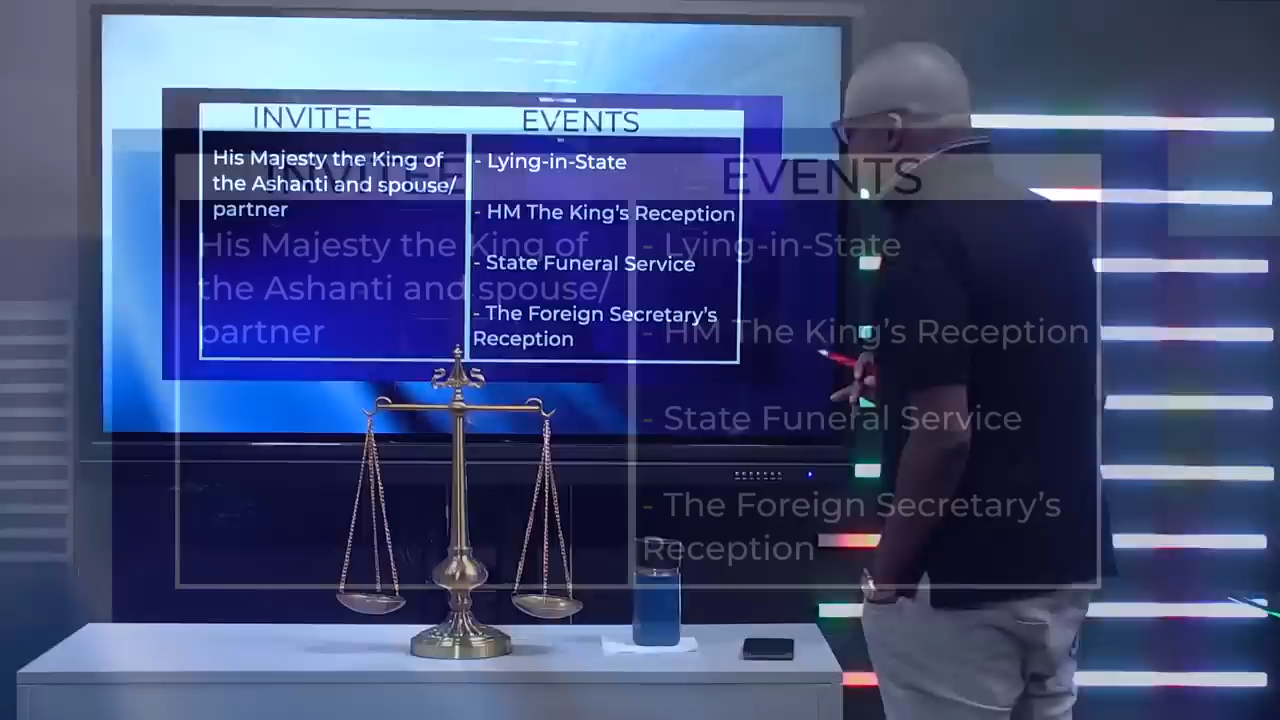 INVITEE
EVENTS
His Majesty the King of
the Ashanti and spouse/
partner
- Lying-in-State
- HM The King's Reception
- State Funeral Service
- The Foreign Secretary's
Reception
INVITEE
EVENTS
His Majesty the King of
the Ashanti and spouse/
partner
- Lying-in-State
- HM The King's Reception
- State Funeral Service
- The Foreign Secretary's
Reception